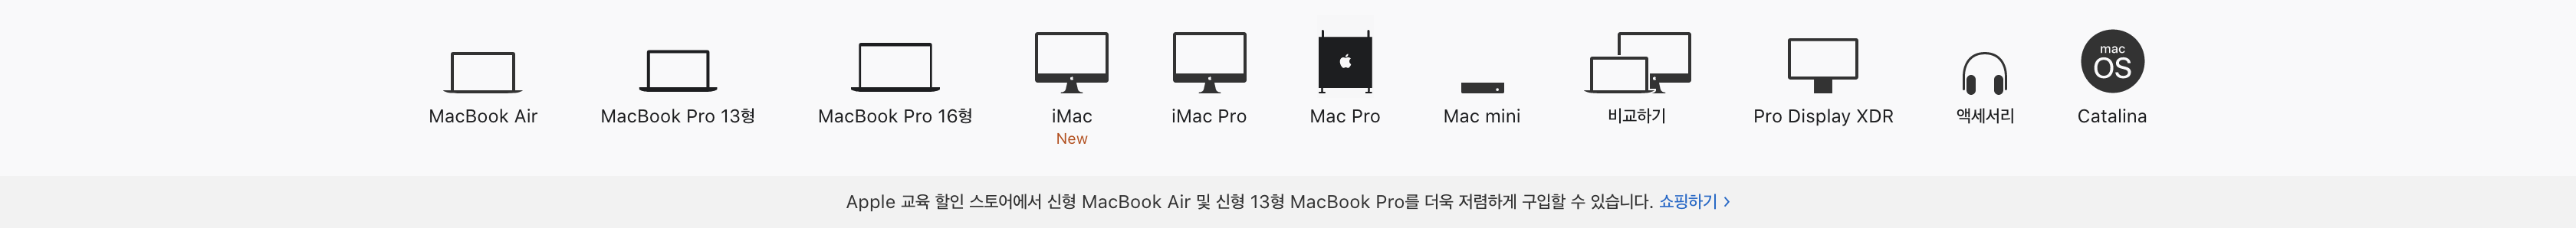 mac
OS
MacBook Air
MacBook Pro 13형
MacBook Pro 16형
iMac
New
iMac Pro
Mac Pro
Mac mini
비교하기
Pro Display XDR
액세서리
Catalina
Apple 교육 할인 스토어에서 신형 MacBook Air 및 신형 13형 MacBook Pro를 더욱 저렴하게 구입할 수 있습니다. 쇼핑하기 >